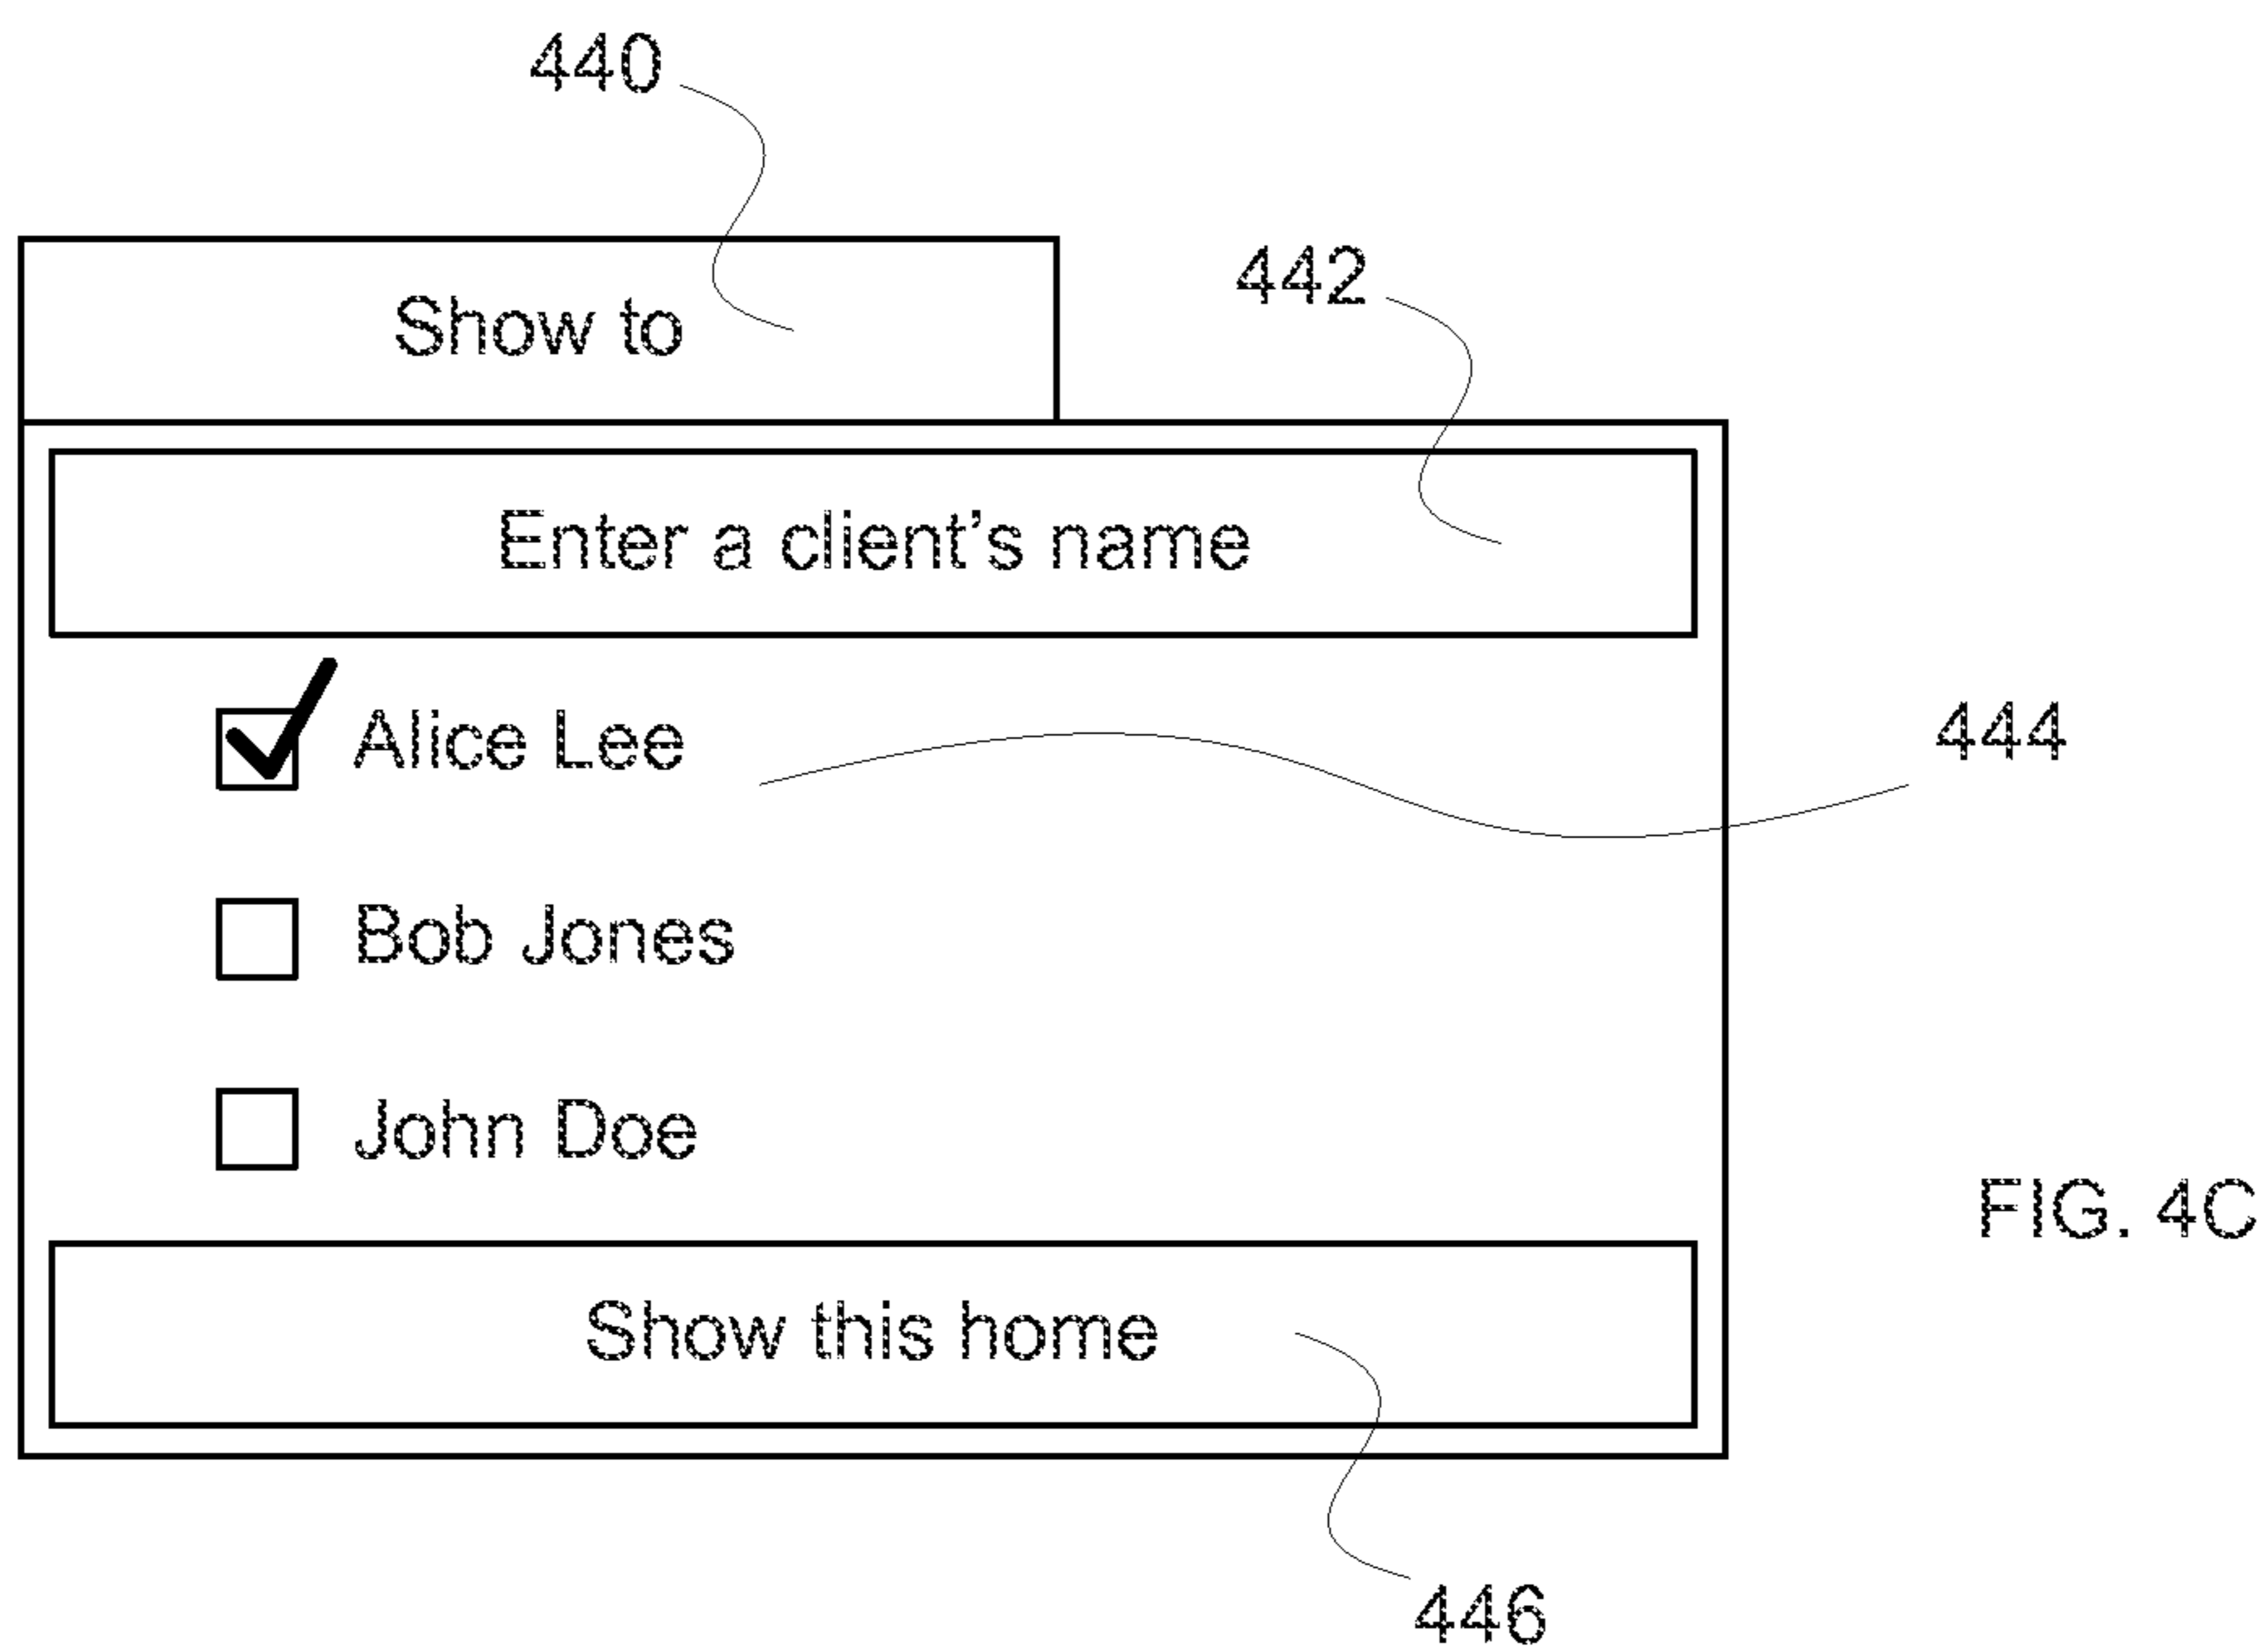 440
442
Show to
Enter a client’s name
Alice Lee
444
Bob Jones
John Doe
FIG. 4C
Show this home
446